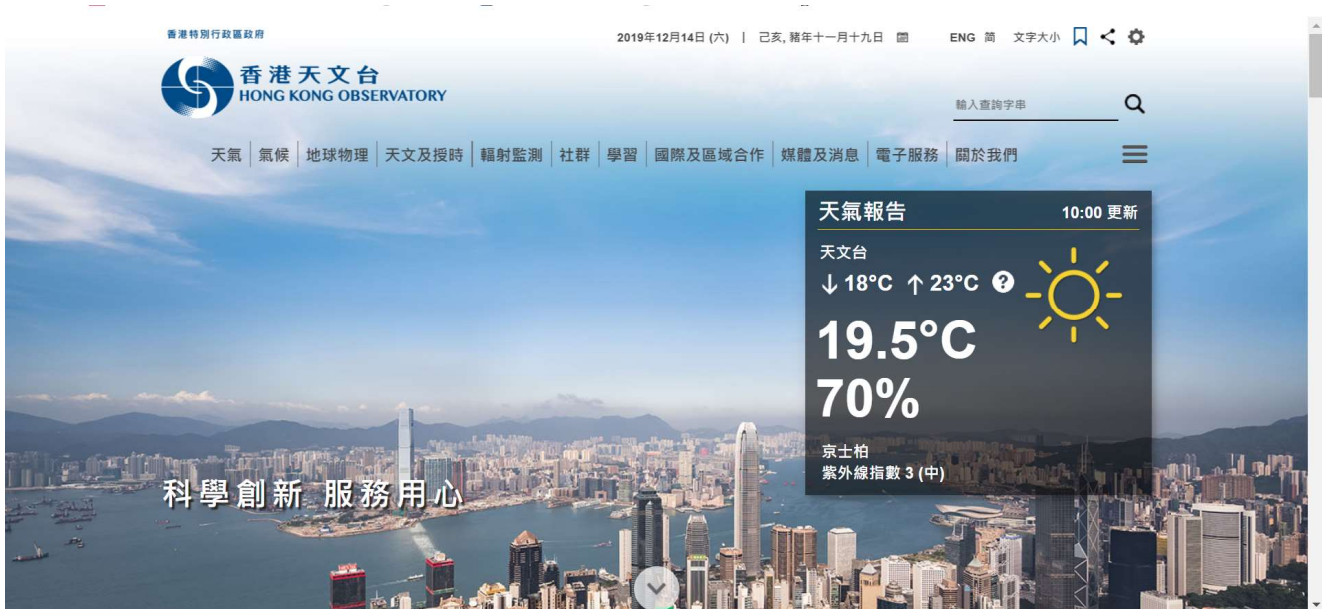 香港特別行政區政府
2019年12月14日 (六) | 己亥, 豬年十一月十九日 ENG 简 文字大小
香港天文台
HONG KONG OBSERVATORY
輸入查詢字串
天氣 氣候 地球物理 天文及授時 輻射監測 社群 學習 國際及區域合作 媒體及消息 電子服務 關於我們
天氣報告 10:00 更新
天文台
↓ 18°C ↑ 23°C ?
19.5°C
70%
京士柏
紫外線指數 3 (中)
科學創新 服務用心